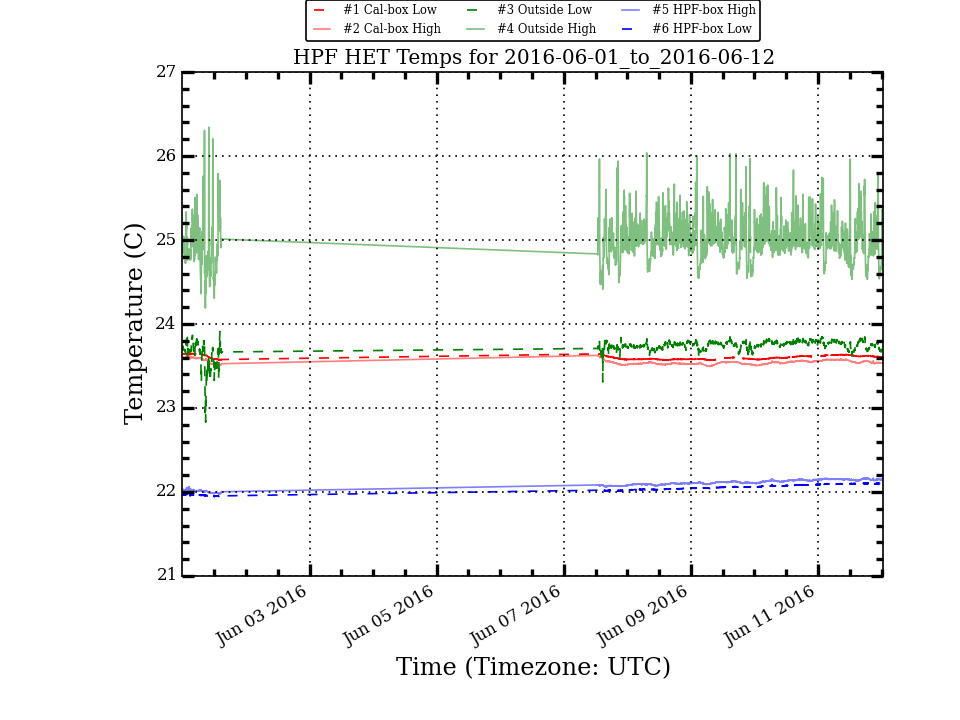 #1 Cal-box Low #3 Outside Low #5 HPF-box High
#2 Cal-box High #4 Outside High #6 HPF-box Low
HPF HET Temps for 2016-06-01_to_2016-06-12
27
26
25
24
23
22
21
Temperature (C)
Jun 03 2016 Jun 05 2016 Jun 07 2016 Jun 09 2016 Jun 11 2016
Time (Timezone: UTC)